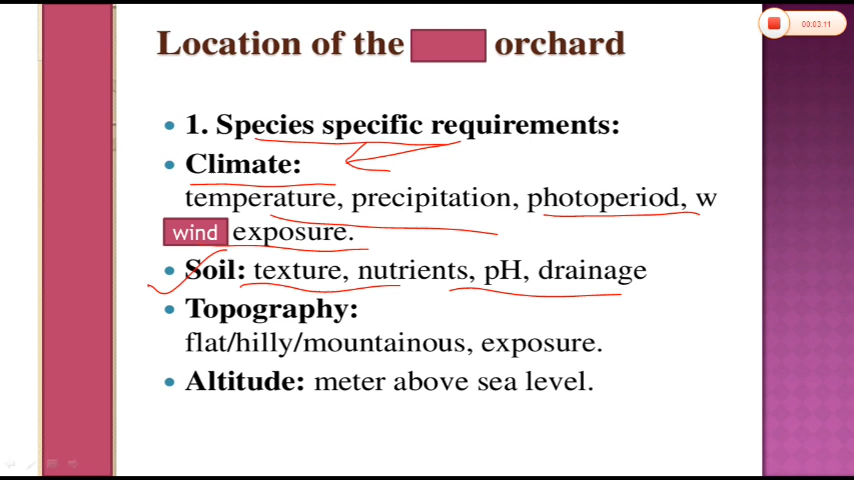 00:03.11
Location of the orchard
1. Species specific requirements:
Climate:
temperature, precipitation, photoperiod, w
wind exposure.
Soil: texture, nutrients, pH, drainage
Topography:
flat/hilly/mountainous, exposure.
Altitude: meter above sea level.